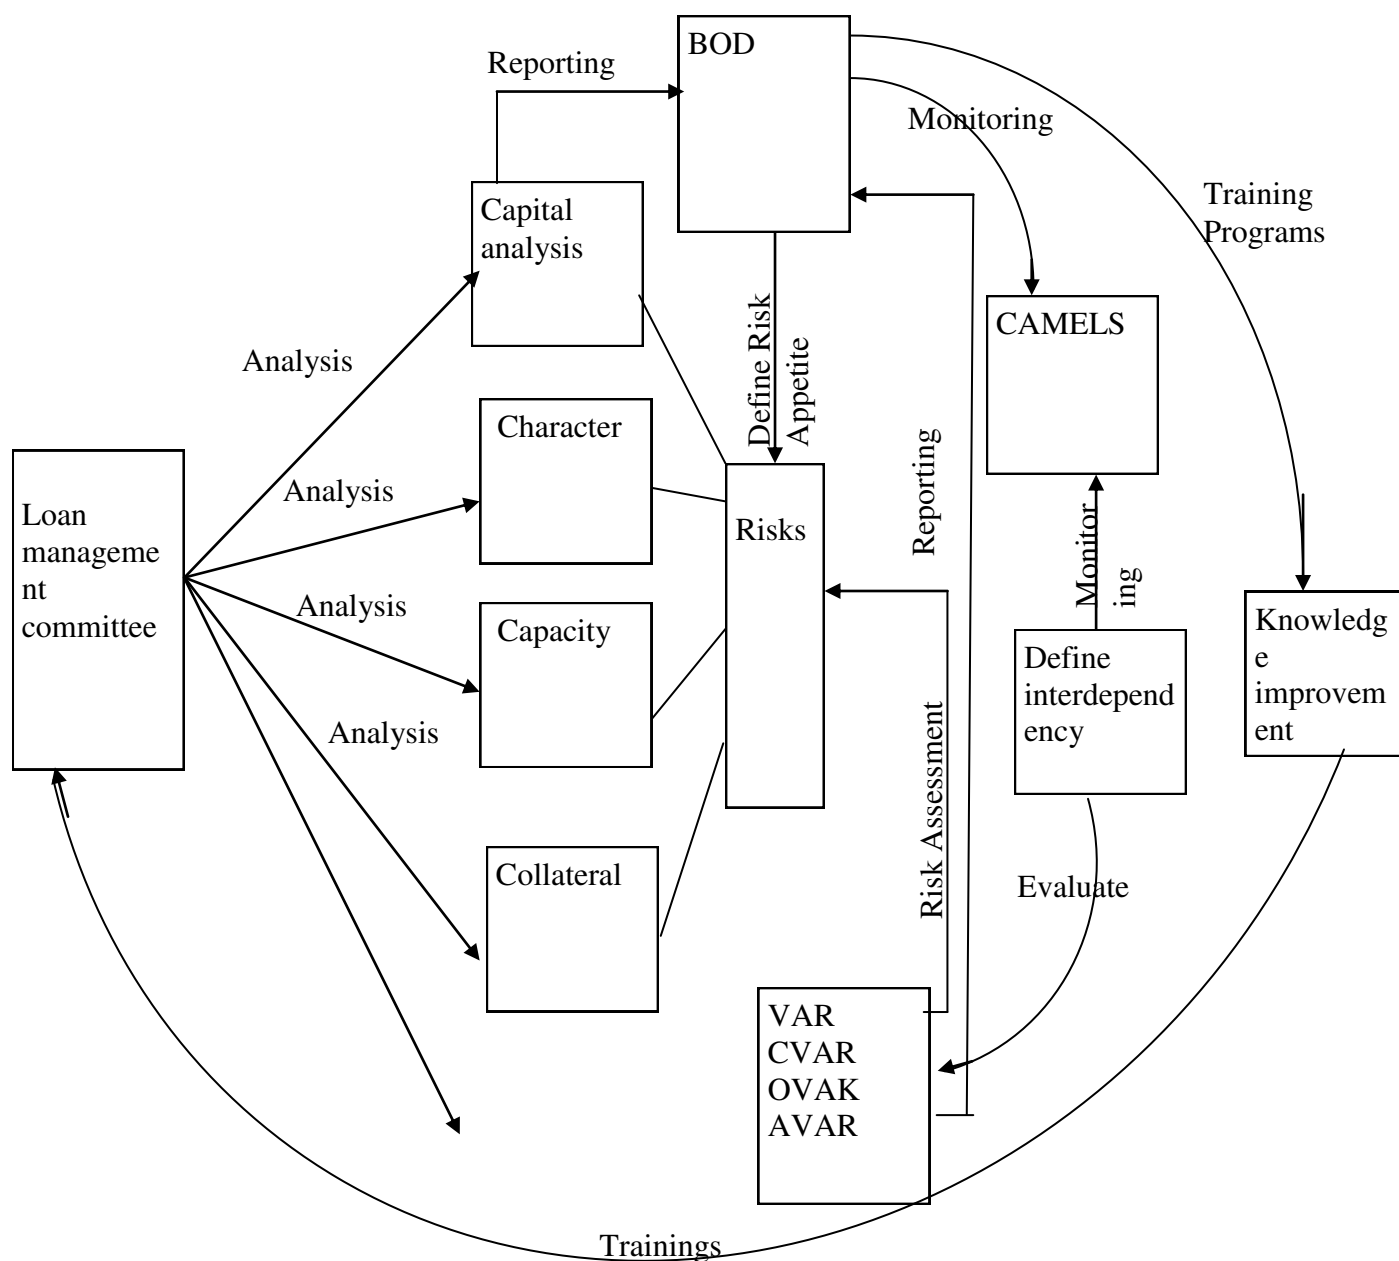 BOD
Reporting
Monitoring
Training
Programs
Capital
analysis
CAMELS
Define Risk
Appetite
Analysis
Character
Analysis
Reporting
Loan
manageme
nt
committee
Risks
Monitor
ing
Analysis
Capacity
Knowledg
e
improvem
ent
Define
interdepend
ency
Analysis
Risk Assessment
Collateral
Evaluate
VAR
CVAR
OVAK
AVAR
Trainings